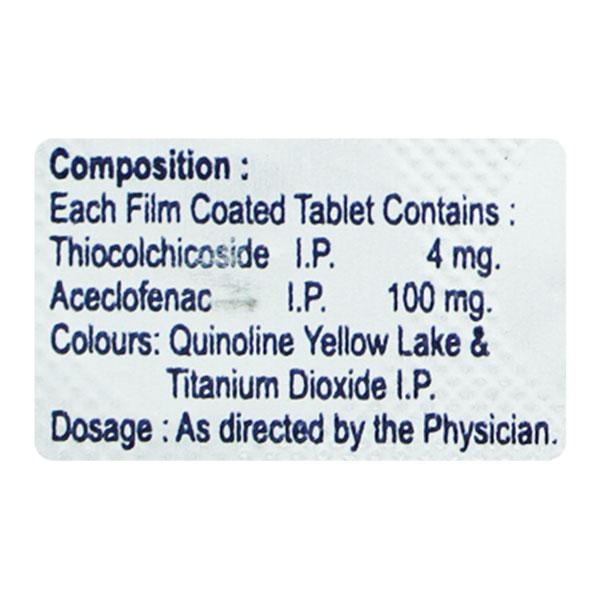 Composition :
Each Film Coated Tablet Contains :
Thiocolchicoside I.P. 4 mg.
Aceclofenac I.P. 100 mg.
Colours: Quinoline Yellow Lake &
Titanium Dioxide I.P.
Dosage : As directed by the Physician.